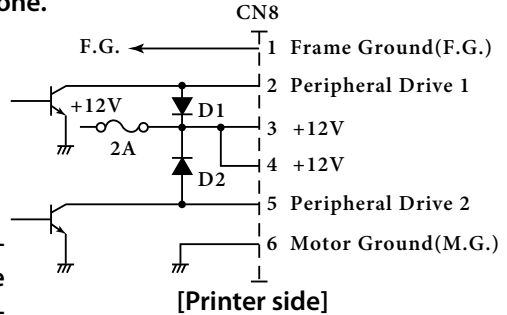 one.
CN8
F.G.
1 Frame Ground(F.G.)
2 Peripheral Drive 1
+12V
D1
3 +12V
2A
4 +12V
D2
5 Peripheral Drive 2
6 Motor Ground(M.G.)
e
[Printer side]